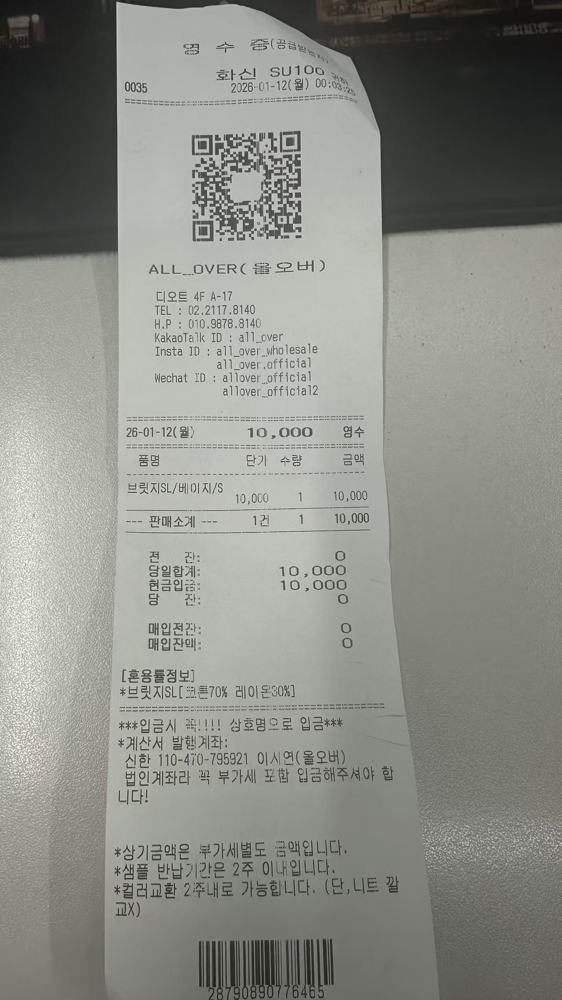 영 수 증(공급받는자)
화신 SU100 귀하
0035 2026-01-12(월) 00:03:25
ALL_OVER(올오버)
디오트 4F A-17
TEL : 02.2117.8140
H.P : 010.9878.8140
KakaoTalk ID : all_over
Insta ID : all_over_wholesale
all_over.official
Wechat ID : allover_official
allover_official2
26-01-12(월) 10,000 영수
품명 단가 수량 금액
브릿지SL/베이지/S
10,000 1 10,000
--- 판매소계 --- 1건 1 10,000
전 잔: 0
당일합계: 10,000
현금입금: 10,000
당 잔: 0
매입전잔: 0
매입잔액: 0
[혼용률정보]
*브릿지SL[코튼70% 레이온30%]
***입금시 꼭!!!! 상호명으로 입금***
*계산서 발행계좌:
신한 110-470-795921 이시연(올오버)
법인계좌라 꼭 부가세 포함 입금해주셔야 합
니다!
*상기금액은 부가세별도 금액입니다.
*샘플 반납기간은 2주 이내입니다.
*컬러교환 2주내로 가능합니다. (단,니트 깔
교X)
28790890776465